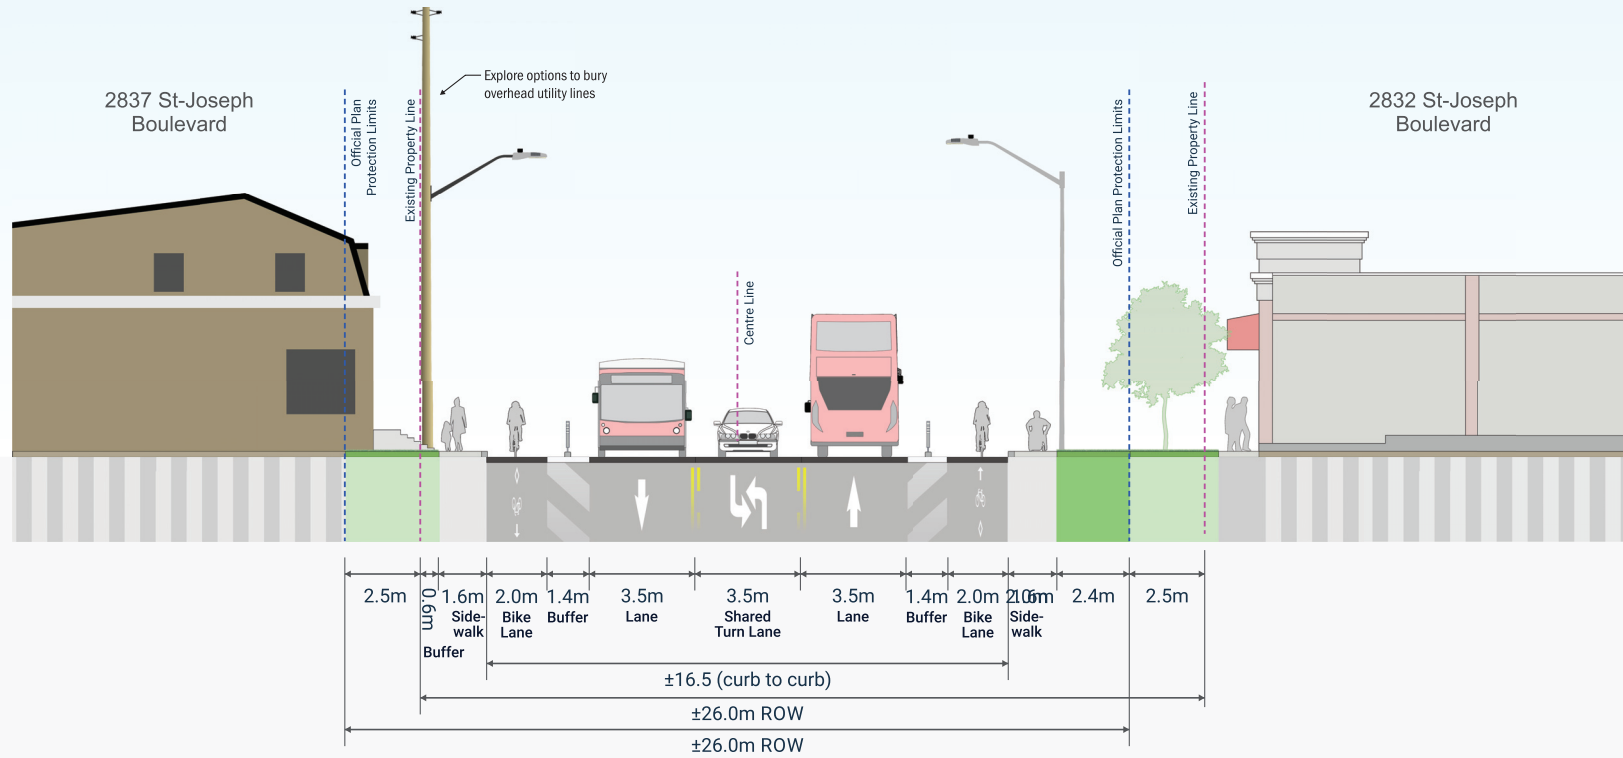 Explore options to bury
overhead utility lines
2837 St-Joseph
Boulevard
2832 St-Joseph
Boulevard
Official Plan
Protection Limits
Existing Property Line
Centre Line
Official Plan Protection Limits
Existing Property Line
2.5m
0.6m
Buffer
1.6m
Side-
walk
2.0m
Bike
Lane
1.4m
Buffer
3.5m
Lane
3.5m
Shared
Turn Lane
3.5m
Lane
1.4m
Buffer
2.0m
Bike
Lane
Side-
walk
2.4m
2.5m
±16.5 (curb to curb)
±26.0m ROW
±26.0m ROW